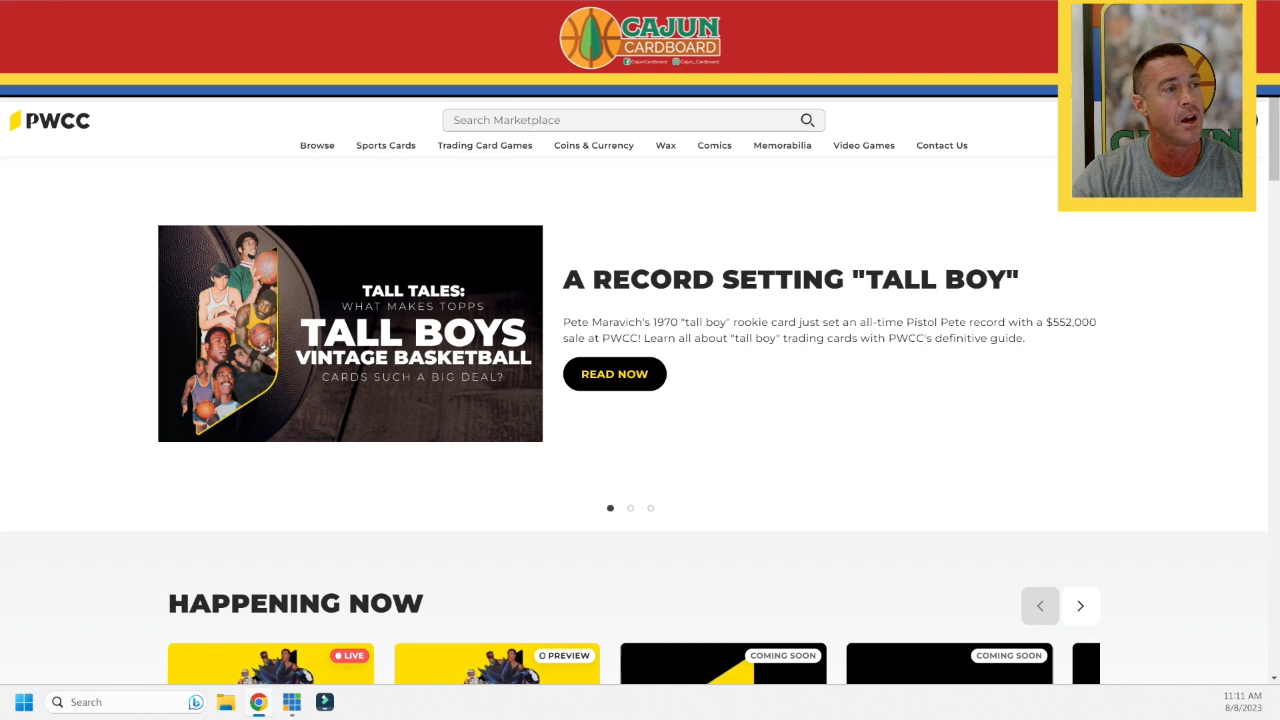 CAJUN
CARDBOARD
CajunCardboard Cajun_Cardboard
PWCC
Search Marketplace
Browse Sports Cards Trading Card Games Coins & Currency Wax Comics Memorabilia Video Games Contact Us
CAJUN
TALL TALES:
WHAT MAKES TOPPS
TALL BOYS
VINTAGE BASKETBALL
CARDS SUCH A BIG DEAL?
A RECORD SETTING "TALL BOY"
Pete Maravich's 1970 "tall boy" rookie card just set an all-time Pistol Pete record with a $552,000
sale at PWCC! Learn all about "tall boy" trading cards with PWCC's definitive guide.
READ NOW
HAPPENING NOW
LIVE
PREVIEW
COMING SOON
COMING SOON
Search
11:11 AM
8/8/2023